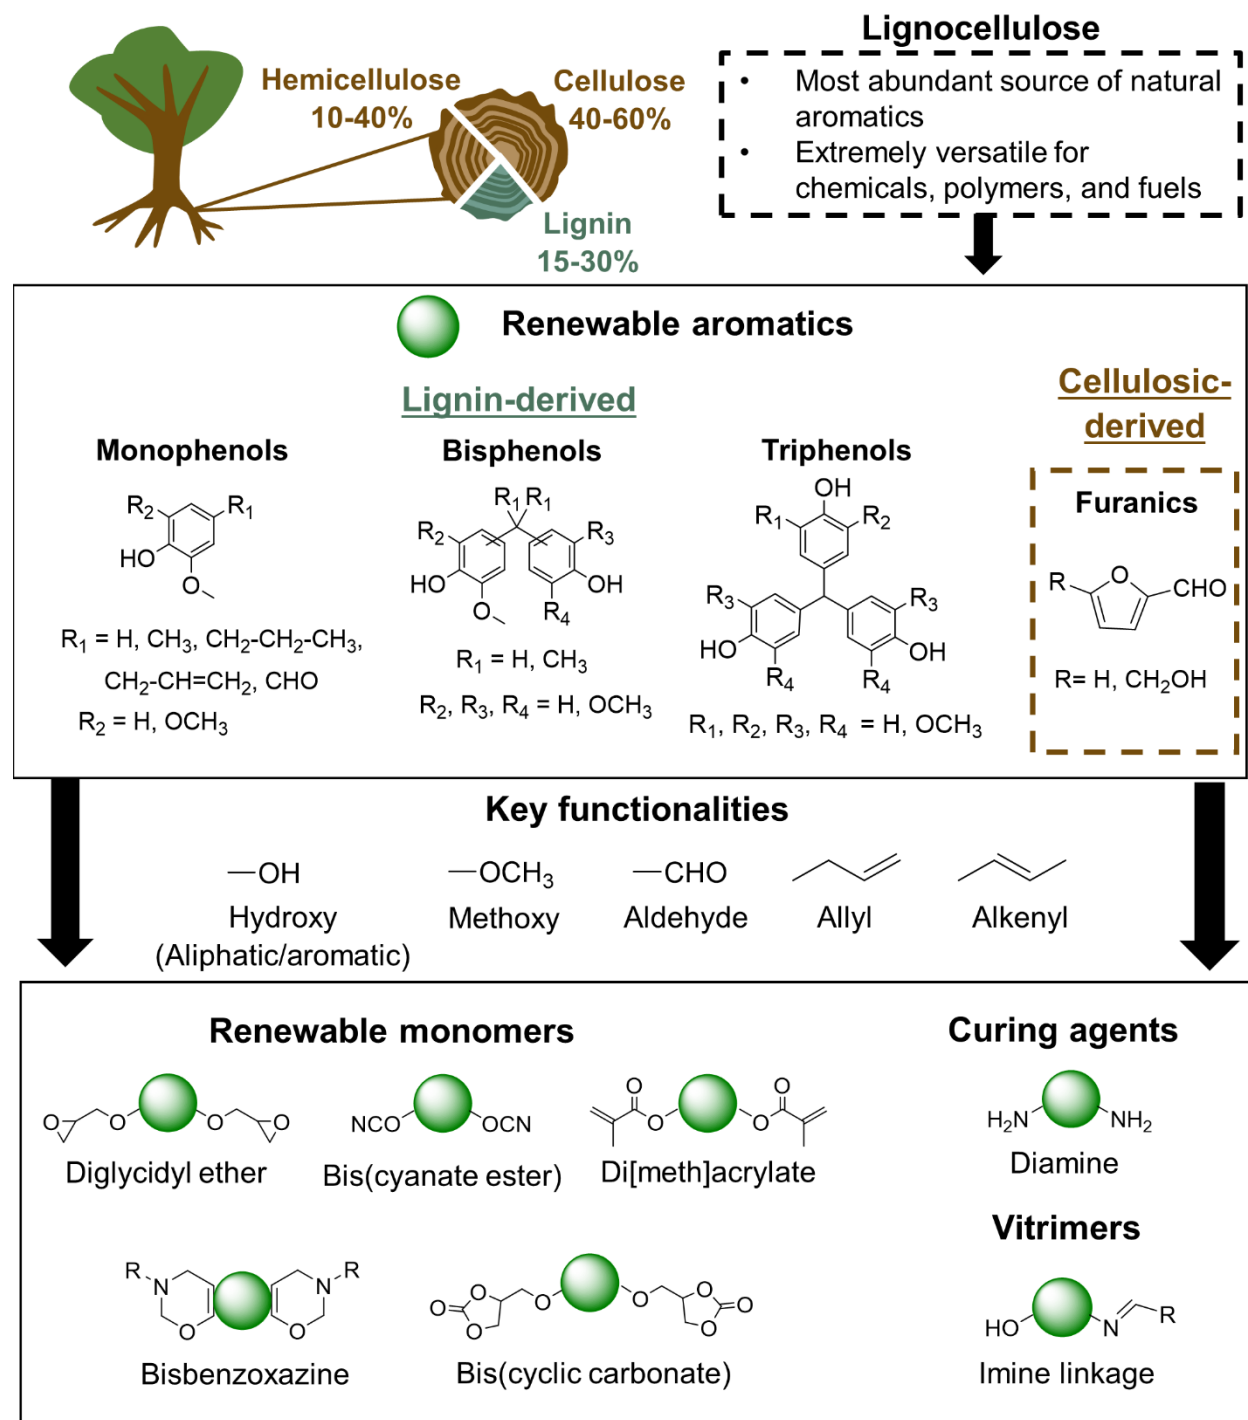 Lignocellulose
Hemicellulose
10-40%
Cellulose
40-60%
Lignin
15-30%
• Most abundant source of natural
aromatics
• Extremely versatile for
chemicals, polymers, and fuels
Renewable aromatics
Lignin-derived
Cellulosic-
derived
Monophenols
R₂
R₁
HO
O
R₁ = H, CH₃, CH₂-CH₂-CH₃,
CH₂-CH=CH₂, CHO
R₂ = H, OCH₃
Bisphenols
R₁ R₁
R₂
R₃
HO
OH
O
R₄
R₁ = H, CH₃
R₂, R₃, R₄ = H, OCH₃
Triphenols
OH
R₁
R₂
R₃
R₃
HO
OH
R₄
R₄
R₁, R₂, R₃, R₄ = H, OCH₃
Furanics
R
O
CHO
R= H, CH₂OH
Key functionalities
—OH
Hydroxy
(Aliphatic/aromatic)
—OCH₃
Methoxy
—CHO
Aldehyde
Allyl
Alkenyl
Renewable monomers
O
O
O
O
Diglycidyl ether
NCO
OCN
Bis(cyanate ester)
O
O
O
O
Di[meth]acrylate
R
N
O
R
N
O
Bisbenzoxazine
O
O
O
O
O
O
O
O
Bis(cyclic carbonate)
Curing agents
H₂N
NH₂
Diamine
Vitrimers
HO
N
R
Imine linkage